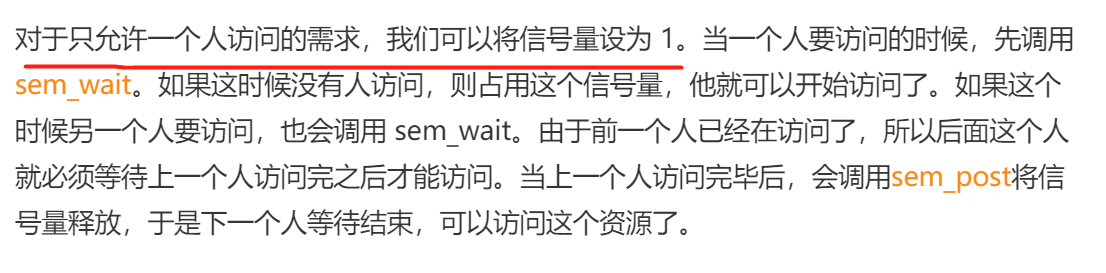 对于只允许一个人访问的需求，我们可以将信号量设为 1。当一个人要访问的时候，先调用
sem_wait。如果这时候没有人访问，则占用这个信号量，他就可以开始访问了。如果这个
时候另一个人要访问，也会调用 sem_wait。由于前一个人已经在访问了，所以后面这个人
就必须等待上一个人访问完之后才能访问。当上一个人访问完毕后，会调用sem_post将信
号量释放，于是下一个人等待结束，可以访问这个资源了。